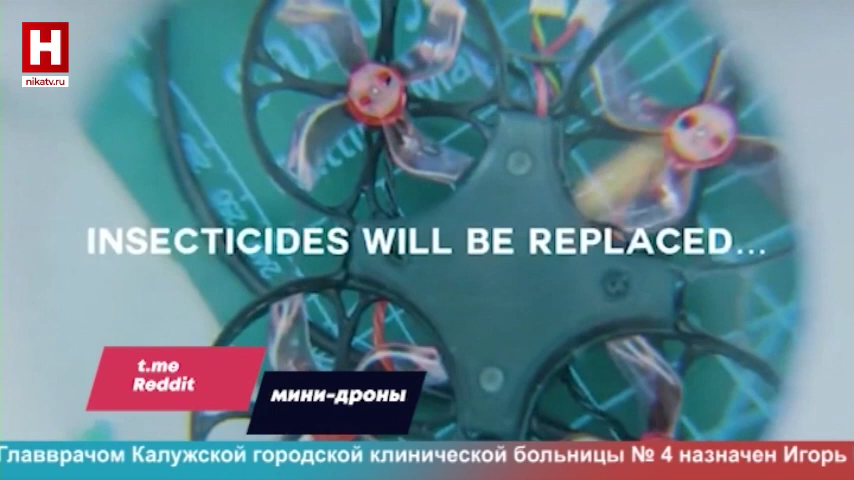 Н
nikatv.ru
INSECTICIDES WILL BE REPLACED...
t.me
Reddit
мини-дроны
Главврачом Калужской городской клинической больницы № 4 назначен Игорь